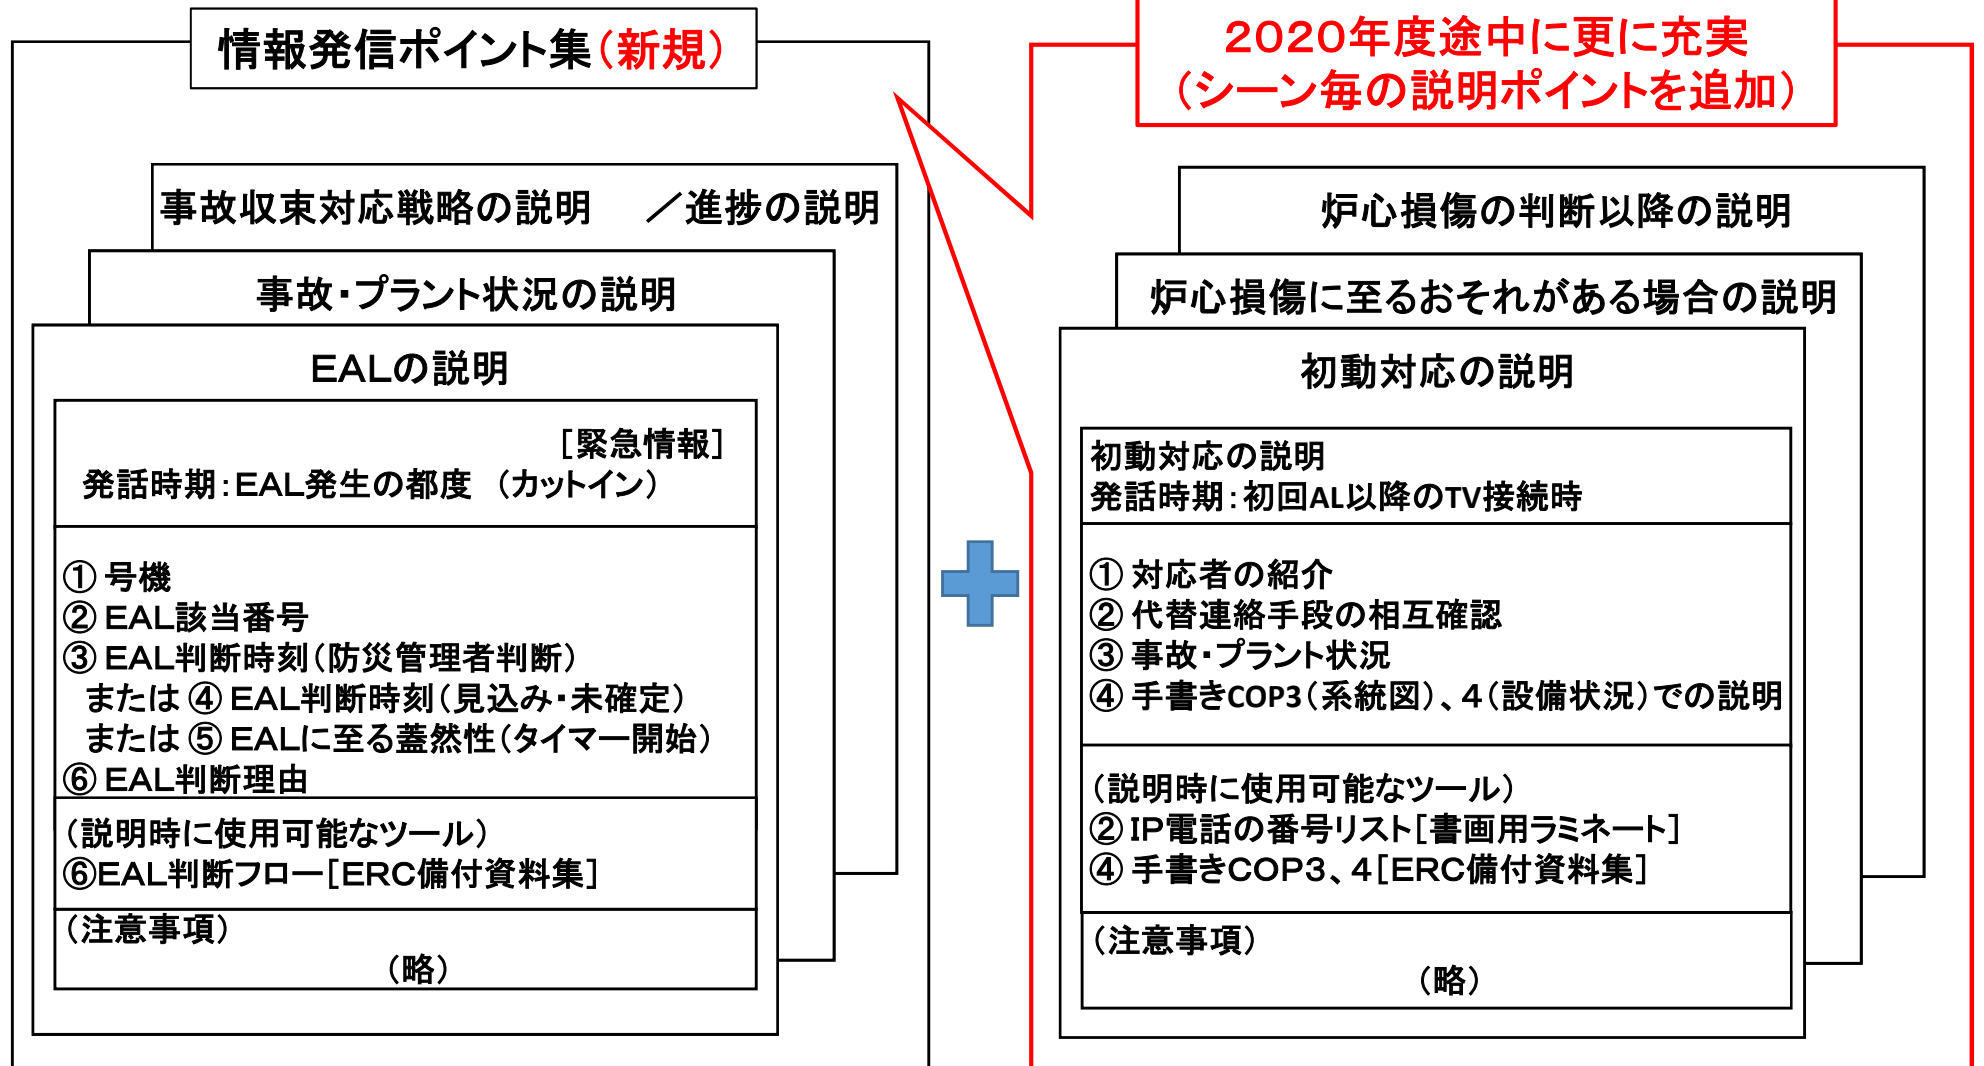 情報発信ポイント集（新規）
事故収束対応戦略の説明　／進捗の説明
事故・プラント状況の説明
ＥＡＬの説明
［緊急情報］
発話時期：ＥＡＬ発生の都度　（カットイン）
① 号機
② ＥＡＬ該当番号
③ ＥＡＬ判断時刻（防災管理者判断）
または ④ ＥＡＬ判断時刻（見込み・未確定）
または ⑤ ＥＡＬに至る蓋然性（タイマー開始）
⑥ ＥＡＬ判断理由
（説明時に使用可能なツール）
⑥ＥＡＬ判断フロー［ＥＲＣ備付資料集］
（注意事項）
（略）
２０２０年度途中に更に充実
（シーン毎の説明ポイントを追加）
炉心損傷の判断以降の説明
炉心損傷に至るおそれがある場合の説明
初動対応の説明
初動対応の説明
発話時期：初回AL以降のTV接続時
① 対応者の紹介
② 代替連絡手段の相互確認
③ 事故・プラント状況
④ 手書きCOP3（系統図）、４（設備状況）での説明
（説明時に使用可能なツール）
② ＩＰ電話の番号リスト［書画用ラミネート］
④ 手書きＣＯＰ３、４［ＥＲＣ備付資料集］
（注意事項）
（略）